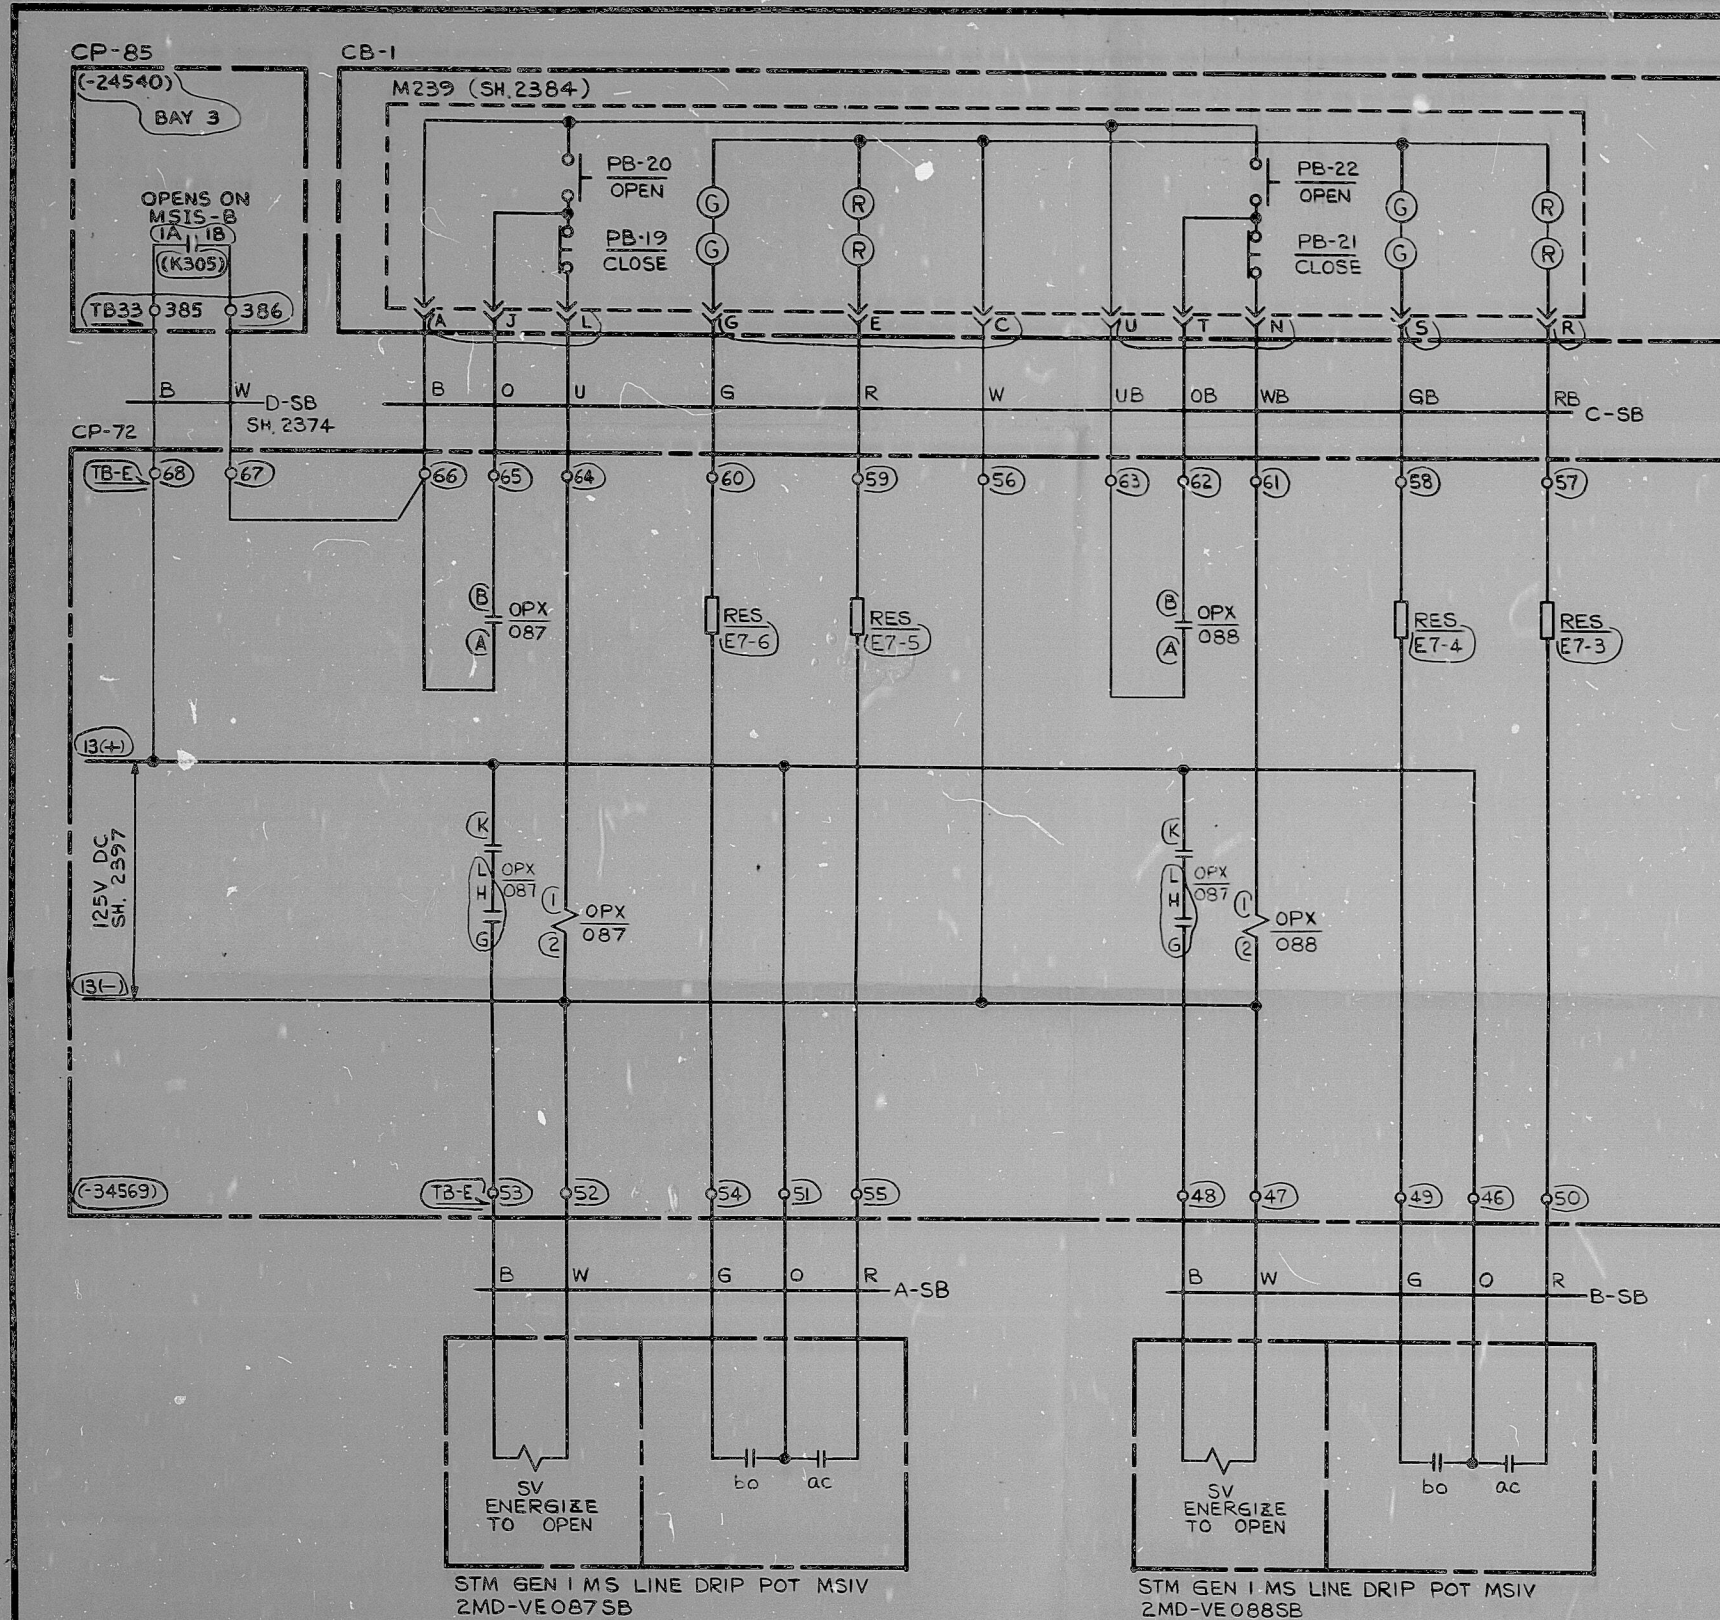 CP-85
CB-1
(-24540)
BAY 3
M239 (SH.2384)
OPENS ON
MSIS-B
1A 1B
(K305)
TB33 385 386
PB-20
OPEN
PB-19
CLOSE
G
G
R
R
PB-22
OPEN
PB-21
CLOSE
G
G
R
R
A J L G E C U T N S R
B W D-SB
SH. 2374
B O U G R W UB OB WB GB RB C-SB
CP-72
TB-E 68 67 66 65 64 60 59 56 63 62 61 58 57
B
OPX
087
A
RES
E7-6
RES
E7-5
B
OPX
088
A
RES
E7-4
RES
E7-3
13(+)
125V DC
SH. 2397
13(-)
K
L
H
G
OPX
087
1
2
OPX
087
K
L
H
G
OPX
087
1
2
OPX
088
(-34569)
TB-E 53 52 54 51 55 48 47 49 46 50
B W G O R A-SB
B W G O R B-SB
SV
ENERGIZE
TO OPEN
bo ac
SV
ENERGIZE
TO OPEN
bo ac
STM GEN 1 MS LINE DRIP POT MSIV
2MD-VE087SB
STM GEN 1 MS LINE DRIP POT MSIV
2MD-VE088SB